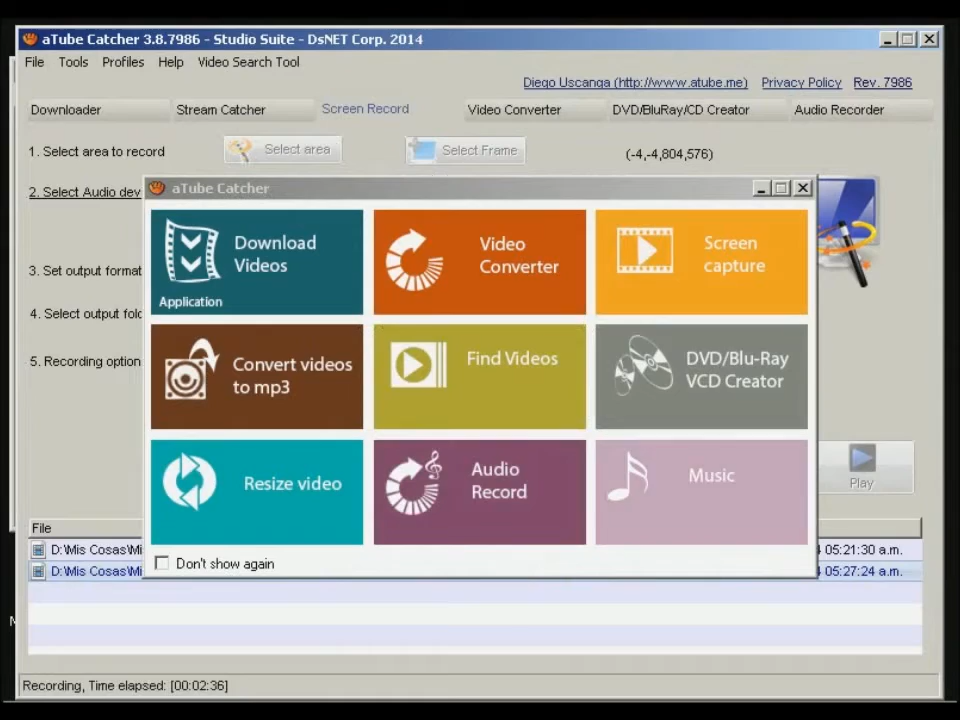 aTube Catcher 3.8.7986 - Studio Suite - DsNET Corp. 2014
File Tools Profiles Help Video Search Tool
Diego Uscanga (http://www.atube.me) Privacy Policy Rev. 7986
Downloader Stream Catcher Screen Record Video Converter DVD/BluRay/CD Creator Audio Recorder
1. Select area to record Select area Select Frame (-4,-4,804,576)
2. Select Audio dev
3. Set output format
4. Select output fold
5. Recording option
aTube Catcher
Download Videos
Application
Video Converter
Screen capture
Convert videos to mp3
Find Videos
DVD/Blu-Ray VCD Creator
Resize video
Audio Record
Music
Don't show again
Play
File
D:\Mis Cosas\Mi 05:21:30 a.m.
D:\Mis Cosas\Mi 05:27:24 a.m.
Recording, Time elapsed: [00:02:36]